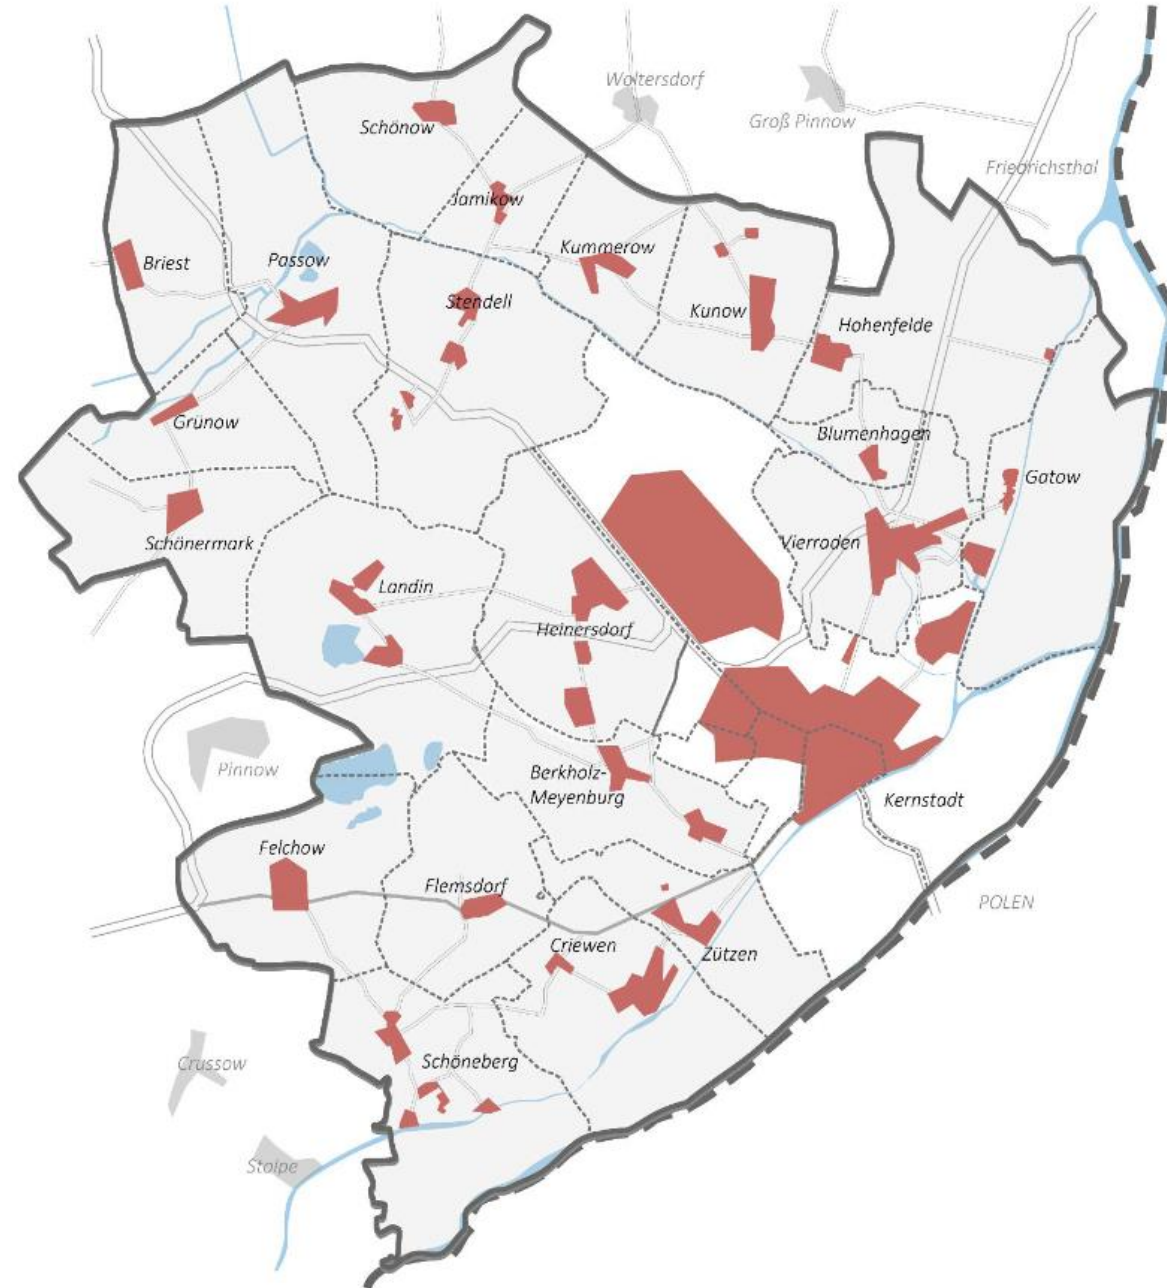 Woltersdorf
Groß Pinnow
Schönow
Friedrichsthal
Jamikow
Kummerow
Briest
Passow
Stendell
Kunow
Hohenfelde
Grünow
Blumenhagen
Gatow
Schönermark
Vierraden
Landin
Heinersdorf
Pinnow
Berkholz-
Meyenburg
Kernstadt
Felchow
Flemsdorf
POLEN
Criewen
Zützen
Crussow
Schöneberg
Stolpe